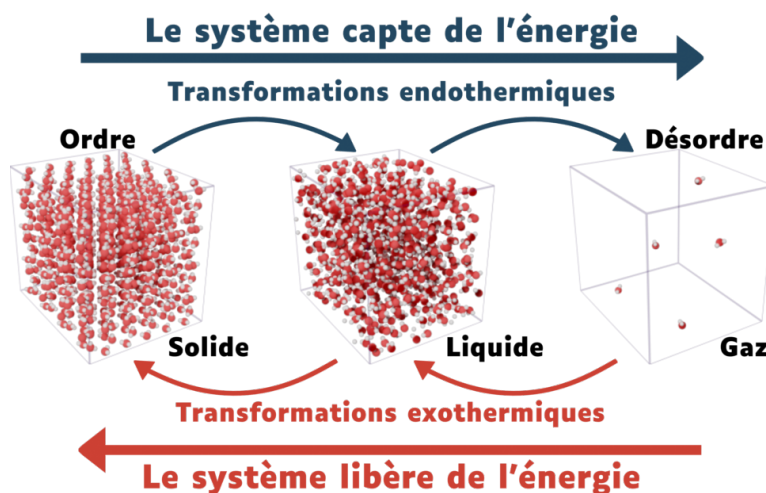 Le système capte de l'énergie
Transformations endothermiques
Ordre
Désordre
Solide
Liquide
Gaz
Transformations exothermiques
Le système libère de l'énergie